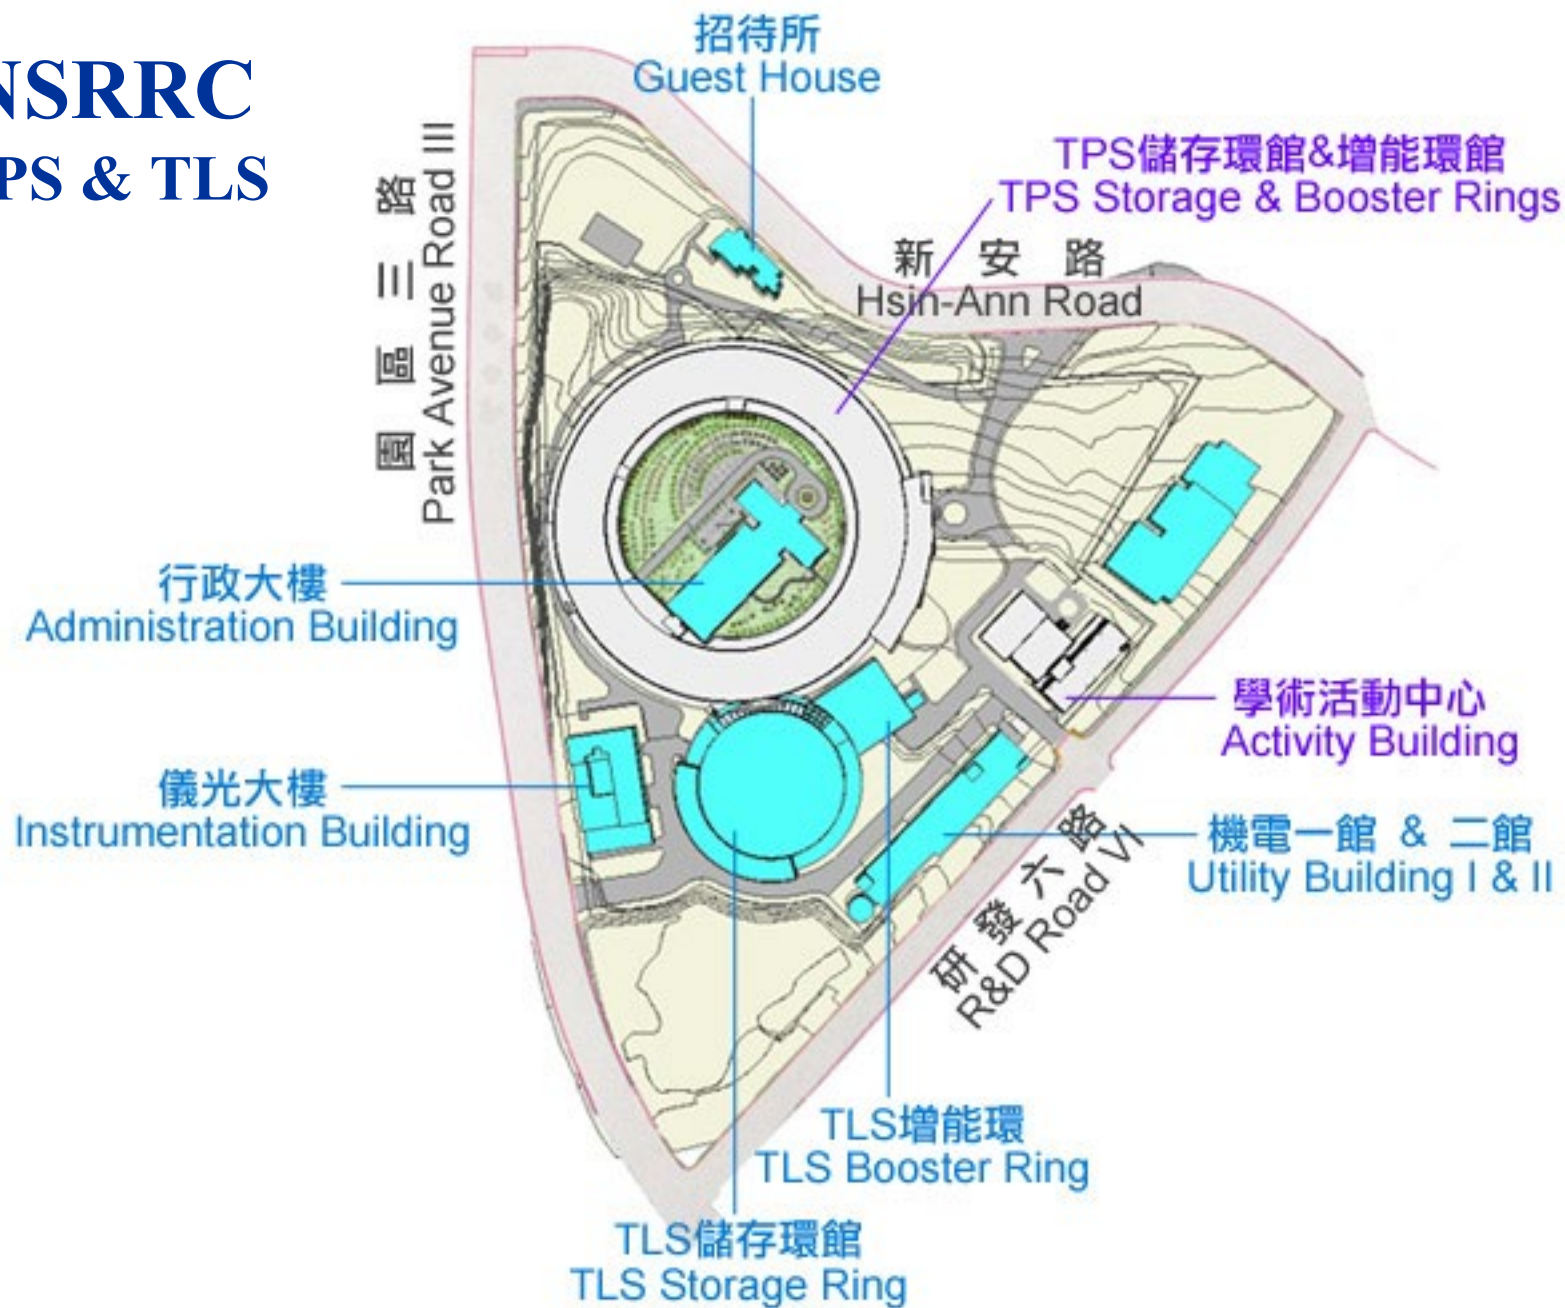 NSRRC
PS & TLS
招待所
Guest House
TPS儲存環館&增能環館
TPS Storage & Booster Rings
園區三路
Park Avenue Road III
新安路
Hsin-Ann Road
行政大樓
Administration Building
學術活動中心
Activity Building
儀光大樓
Instrumentation Building
機電一館 & 二館
Utility Building I & II
研發六路
R&D Road VI
TLS增能環
TLS Booster Ring
TLS儲存環館
TLS Storage Ring